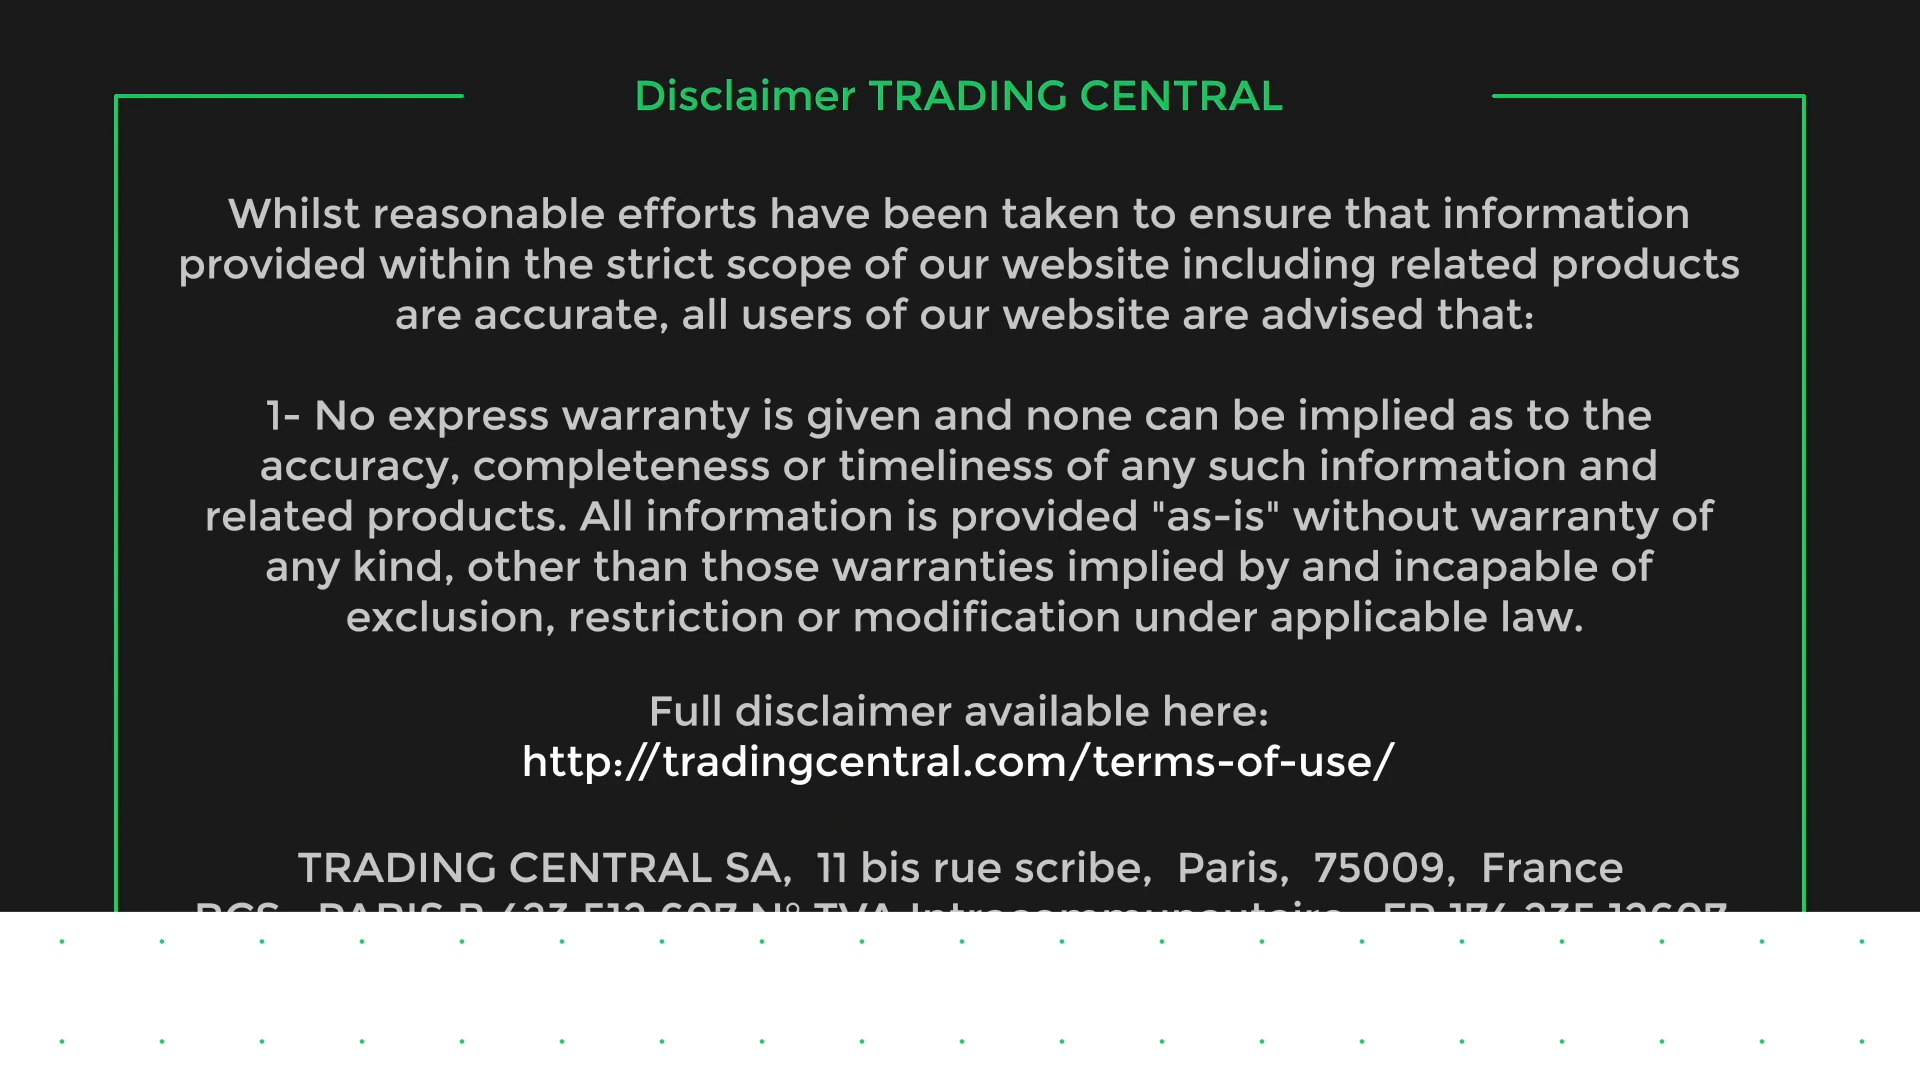 Disclaimer TRADING CENTRAL
Whilst reasonable efforts have been taken to ensure that information
provided within the strict scope of our website including related products
are accurate, all users of our website are advised that:
1- No express warranty is given and none can be implied as to the
accuracy, completeness or timeliness of any such information and
related products. All information is provided "as-is" without warranty of
any kind, other than those warranties implied by and incapable of
exclusion, restriction or modification under applicable law.
Full disclaimer available here:
http://tradingcentral.com/terms-of-use/
TRADING CENTRAL SA, 11 bis rue scribe, Paris, 75009, France
PARIS B N° TVA Intracommunautaire